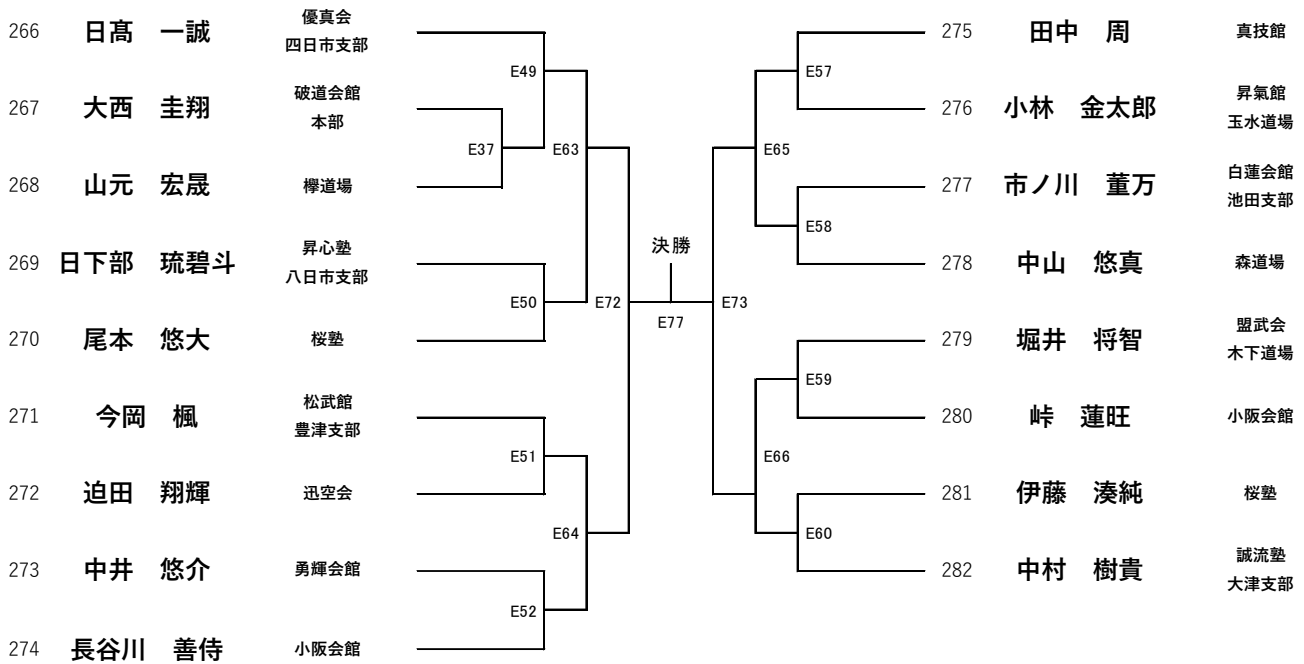 266 日髙 一誠 優真会
四日市支部
E49
267 大西 圭翔 破道会館
本部
E37
E63
268 山元 宏晟 欅道場
269 日下部 琉碧斗 昇心塾
八日市支部
E50
E72
270 尾本 悠大 桜塾
271 今岡 楓 松武館
豊津支部
E51
272 迫田 翔輝 迅空会
E64
273 中井 悠介 勇輝会館
E52
274 長谷川 善侍 小阪会館
決勝
E77
275 田中 周 真技館
E57
276 小林 金太郎 昇氣館
玉水道場
E65
277 市ノ川 董万 白蓮会館
池田支部
E58
278 中山 悠真 森道場
E73
279 堀井 将智 盟武会
木下道場
E59
280 峠 蓮旺 小阪会館
E66
281 伊藤 湊純 桜塾
E60
282 中村 樹貴 誠流塾
大津支部